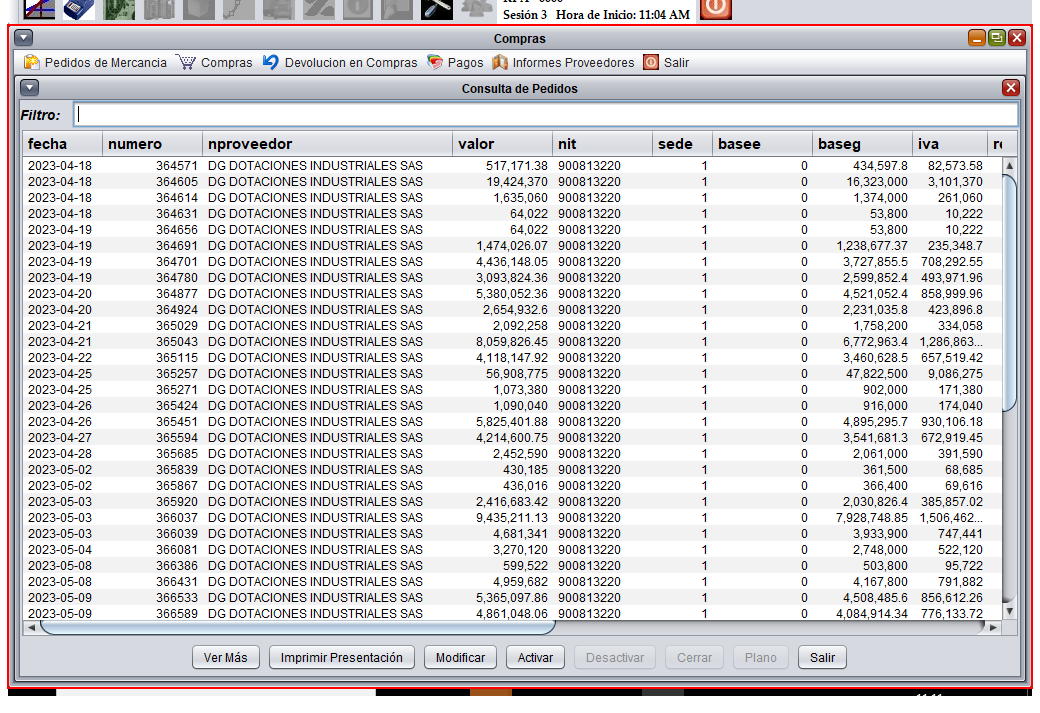 Sesión 3 Hora de Inicio: 11:04 AM
Compras
Pedidos de Mercancia Compras Devolucion en Compras Pagos Informes Proveedores Salir
Consulta de Pedidos
Filtro:
fecha numero nproveedor valor nit sede basee baseg iva
2023-04-18 364571 DG DOTACIONES INDUSTRIALES SAS 517,171.38 900813220 1 0 434,597.8 82,573.58
2023-04-18 364605 DG DOTACIONES INDUSTRIALES SAS 19,424,370 900813220 1 0 16,323,000 3,101,370
2023-04-18 364614 DG DOTACIONES INDUSTRIALES SAS 1,635,060 900813220 1 0 1,374,000 261,060
2023-04-18 364631 DG DOTACIONES INDUSTRIALES SAS 64,022 900813220 1 0 53,800 10,222
2023-04-19 364656 DG DOTACIONES INDUSTRIALES SAS 64,022 900813220 1 0 53,800 10,222
2023-04-19 364691 DG DOTACIONES INDUSTRIALES SAS 1,474,026.07 900813220 1 0 1,238,677.37 235,348.7
2023-04-19 364701 DG DOTACIONES INDUSTRIALES SAS 4,436,148.05 900813220 1 0 3,727,855.5 708,292.55
2023-04-19 364780 DG DOTACIONES INDUSTRIALES SAS 3,093,824.36 900813220 1 0 2,599,852.4 493,971.96
2023-04-20 364877 DG DOTACIONES INDUSTRIALES SAS 5,380,052.36 900813220 1 0 4,521,052.4 858,999.96
2023-04-20 364924 DG DOTACIONES INDUSTRIALES SAS 2,654,932.6 900813220 1 0 2,231,035.8 423,896.8
2023-04-21 365029 DG DOTACIONES INDUSTRIALES SAS 2,092,258 900813220 1 0 1,758,200 334,058
2023-04-21 365043 DG DOTACIONES INDUSTRIALES SAS 8,059,826.45 900813220 1 0 6,772,963.4 1,286,863...
2023-04-22 365115 DG DOTACIONES INDUSTRIALES SAS 4,118,147.92 900813220 1 0 3,460,628.5 657,519.42
2023-04-25 365257 DG DOTACIONES INDUSTRIALES SAS 56,908,775 900813220 1 0 47,822,500 9,086,275
2023-04-25 365271 DG DOTACIONES INDUSTRIALES SAS 1,073,380 900813220 1 0 902,000 171,380
2023-04-26 365424 DG DOTACIONES INDUSTRIALES SAS 1,090,040 900813220 1 0 916,000 174,040
2023-04-26 365451 DG DOTACIONES INDUSTRIALES SAS 5,825,401.88 900813220 1 0 4,895,295.7 930,106.18
2023-04-27 365594 DG DOTACIONES INDUSTRIALES SAS 4,214,600.75 900813220 1 0 3,541,681.3 672,919.45
2023-04-28 365685 DG DOTACIONES INDUSTRIALES SAS 2,452,590 900813220 1 0 2,061,000 391,590
2023-05-02 365839 DG DOTACIONES INDUSTRIALES SAS 430,185 900813220 1 0 361,500 68,685
2023-05-02 365867 DG DOTACIONES INDUSTRIALES SAS 436,016 900813220 1 0 366,400 69,616
2023-05-03 365920 DG DOTACIONES INDUSTRIALES SAS 2,416,683.42 900813220 1 0 2,030,826.4 385,857.02
2023-05-03 366037 DG DOTACIONES INDUSTRIALES SAS 9,435,211.13 900813220 1 0 7,928,748.85 1,506,462...
2023-05-03 366039 DG DOTACIONES INDUSTRIALES SAS 4,681,341 900813220 1 0 3,933,900 747,441
2023-05-04 366081 DG DOTACIONES INDUSTRIALES SAS 3,270,120 900813220 1 0 2,748,000 522,120
2023-05-08 366386 DG DOTACIONES INDUSTRIALES SAS 599,522 900813220 1 0 503,800 95,722
2023-05-08 366431 DG DOTACIONES INDUSTRIALES SAS 4,959,682 900813220 1 0 4,167,800 791,882
2023-05-09 366533 DG DOTACIONES INDUSTRIALES SAS 5,365,097.86 900813220 1 0 4,508,485.6 856,612.26
2023-05-09 366589 DG DOTACIONES INDUSTRIALES SAS 4,861,048.06 900813220 1 0 4,084,914.34 776,133.72
Ver Más Imprimir Presentación Modificar Activar Desactivar Cerrar Plano Salir